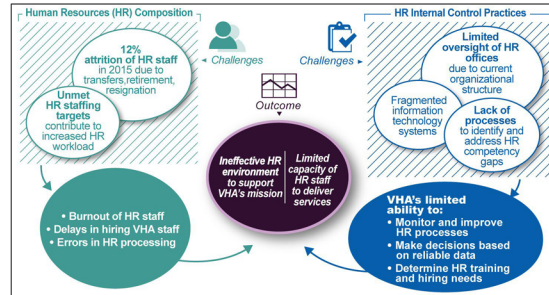 Human Resources (HR) Composition
12%
attrition of HR staff
in 2015 due to
transfers,retirement,
resignation
Unmet
HR staffing
targets
contribute to
increased HR
workload
Challenges
Challenges
HR Internal Control Practices
Limited
oversight of HR
offices
due to current
organizational
structure
Fragmented
information
technology
systems
Lack of
processes
to identify and
address HR
competency
gaps
Outcome
Ineffective HR
environment
to support
VHA's mission
Limited
capacity of
HR staff
to deliver
services
• Burnout of HR staff
• Delays in hiring VHA staff
• Errors in HR processing
VHA's limited
ability to:
• Monitor and improve
HR processes
• Make decisions based
on reliable data
• Determine HR training
and hiring needs